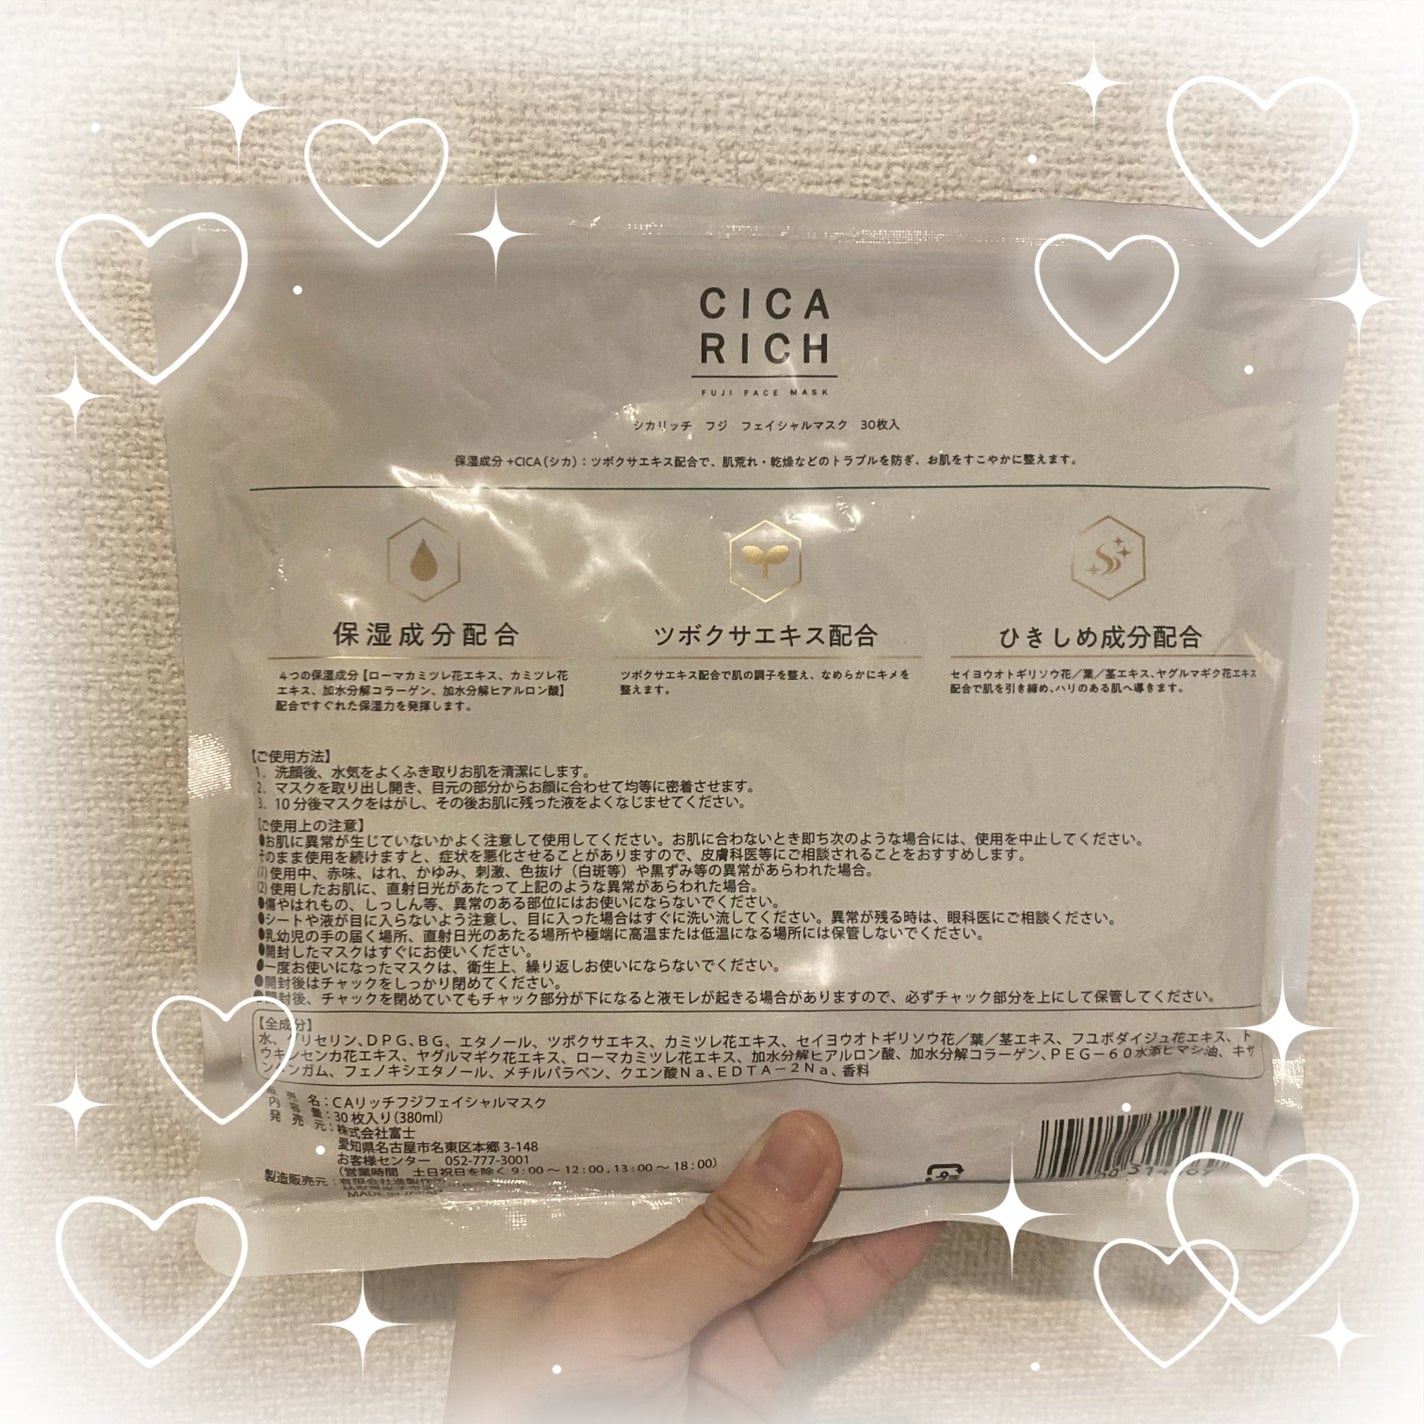 CICA
RICH
FUJI FACE MASK
シカリッチ　フジ　フェイシャルマスク　30枚入
保湿成分+CICA(シカ)：ツボクサエキス配合で、肌荒れ・乾燥などのトラブルを防ぎ、お肌をすこやかに整えます。
保湿成分配合
4つの保湿成分【ローマカミツレ花エキス、カミツレ花
エキス、加水分解コラーゲン、加水分解ヒアルロン酸】
配合ですぐれた保湿力を発揮します。
ツボクサエキス配合
ツボクサエキス配合で肌の調子を整え、なめらかにキメを
整えます。
ひきしめ成分配合
セイヨウオトギリソウ花／葉／茎エキス、ヤグルマギク花エキス
配合で肌を引き締め、ハリのある肌へ導きます。
【ご使用方法】
1. 洗顔後、水気をよくふき取りお肌を清潔にします。
2. マスクを取り出し開き、目元の部分からお顔に合わせて均等に密着させます。
3. 10分後マスクをはがし、その後お肌に残った液をよくなじませてください。
【ご使用上の注意】
●お肌に異常が生じていないかよく注意して使用してください。お肌に合わないとき即ち次のような場合には、使用を中止してください。
そのまま使用を続けますと、症状を悪化させることがありますので、皮膚科医等にご相談されることをおすすめします。
(1)使用中、赤味、はれ、かゆみ、刺激、色抜け（白斑等）や黒ずみ等の異常があらわれた場合。
(2)使用したお肌に、直射日光があたって上記のような異常があらわれた場合。
●傷やはれもの、しっしん等、異常のある部位にはお使いにならないでください。
●シートや液が目に入らないよう注意し、目に入った場合はすぐに洗い流してください。異常が残る時は、眼科医にご相談ください。
●乳幼児の手の届く場所、直射日光のあたる場所や極端に高温または低温になる場所には保管しないでください。
●開封したマスクはすぐにお使いください。
●一度お使いになったマスクは、衛生上、繰り返しお使いにならないでください。
●開封後はチャックをしっかり閉めてください。
●開封後、チャックを閉めていてもチャック部分が下になると液モレが起きる場合がありますので、必ずチャック部分を上にして保管してください。
【全成分】
水、グリセリン、DPG、BG、エタノール、ツボクサエキス、カミツレ花エキス、セイヨウオトギリソウ花／葉／茎エキス、フユボダイジュ花エキス、ト
ウキンセンカ花エキス、ヤグルマギク花エキス、ローマカミツレ花エキス、加水分解ヒアルロン酸、加水分解コラーゲン、PEG－60水添ヒマシ油、キサ
ンタンガム、フェノキシエタノール、メチルパラベン、クエン酸Na、EDTA－2Na、香料
名：CAリッチフジフェイシャルマスク
内 容 量：30枚入り(380ml)
発 売 元：株式会社富士
愛知県名古屋市名東区本郷3-148
お客様センター　052-777-3001
（営業時間　土日祝日を除く 9:00～12:00,13:00～18:00）
製造販売元：有限会社
MADE IN JAPAN